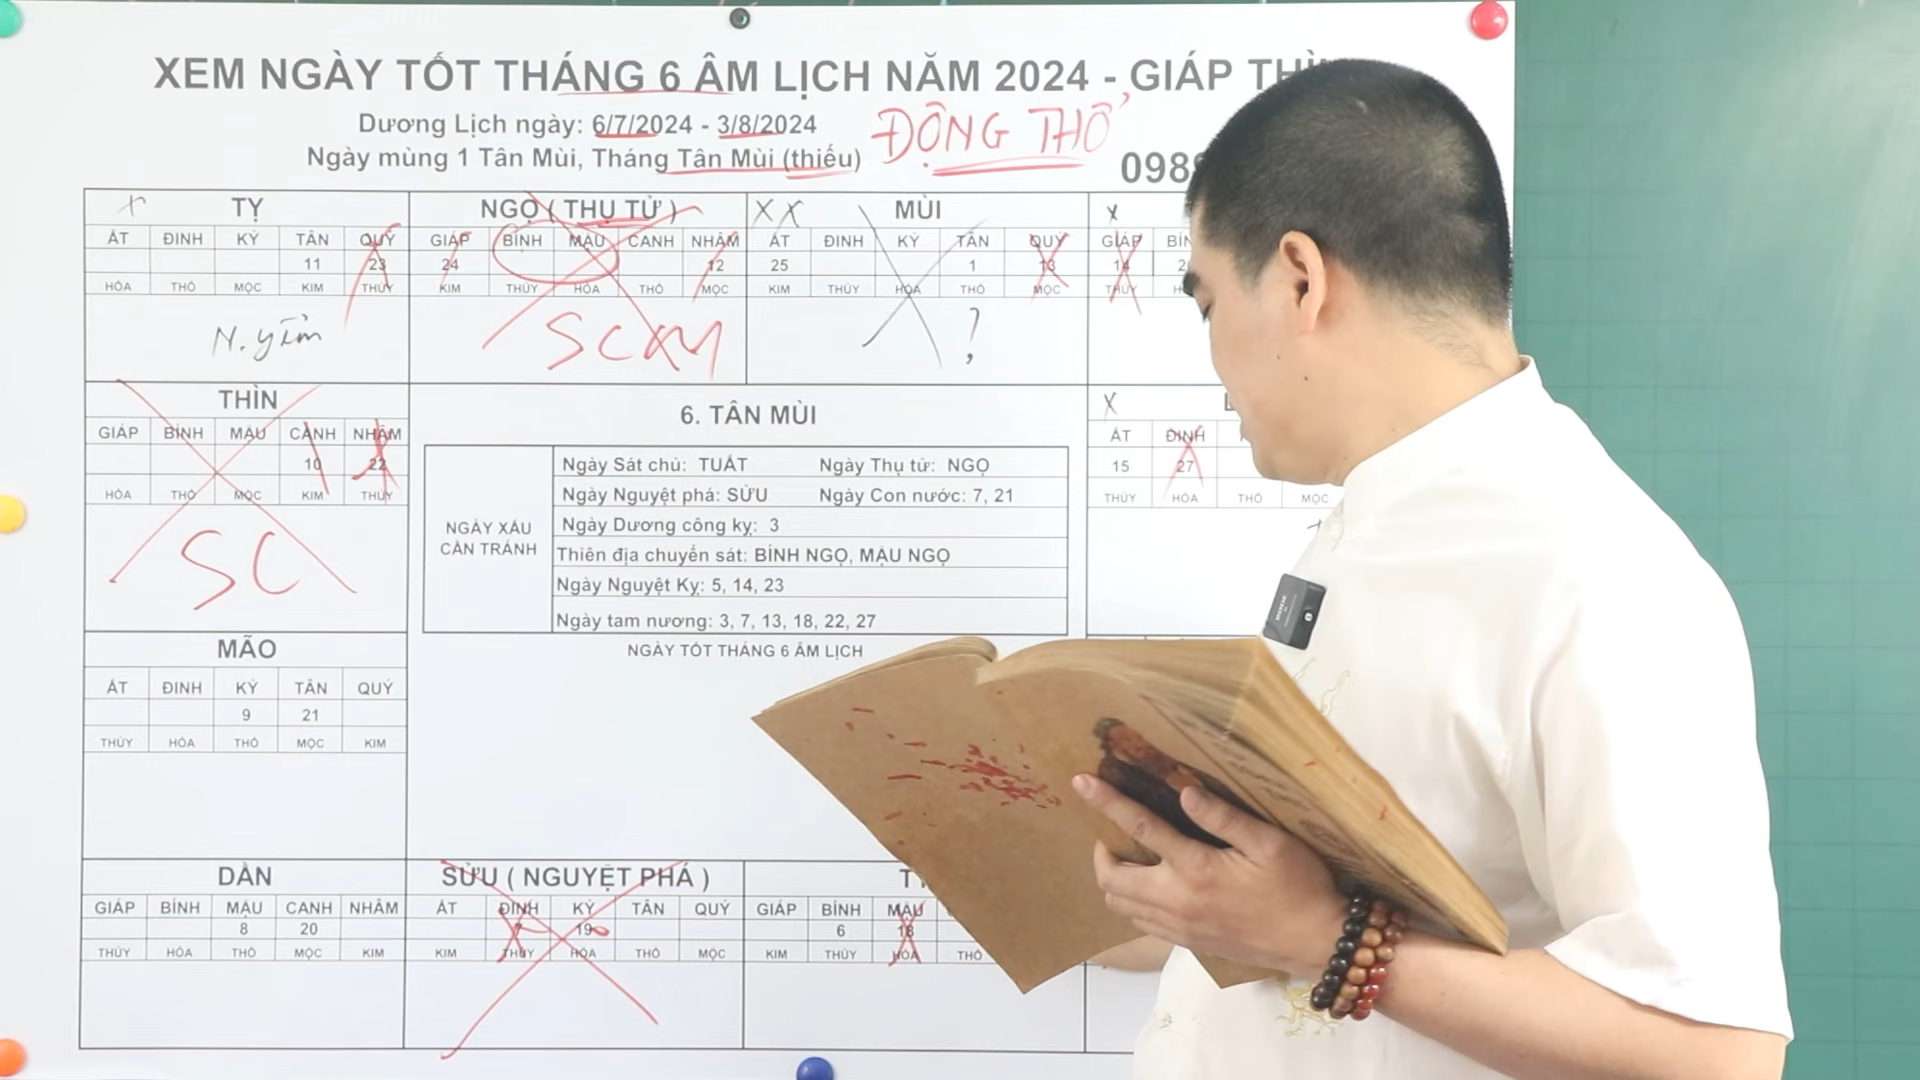 XEM NGÀY TỐT THÁNG 6 ÂM LỊCH NĂM 2024 - GIÁP
Dương Lịch ngày: 6/7/2024 - 3/8/2024
Ngày mùng 1 Tân Mùi, Tháng Tân Mùi (thiếu)
ĐỘNG THỔ
098
X TỴ
ẤT ĐINH KỶ TÂN QUÝ
11 23
HỎA THỔ MỘC KIM THỦY
N. yểm
NGỌ ( THỤ TỬ )
GIÁP BÍNH MẬU CANH NHÂM
24 12
KIM THỦY HỎA THỔ MỘC
SCKM
X X MÙI
ẤT ĐINH KỶ TÂN QUÝ
25 1 13
KIM THỦY HỎA THỔ MỘC
?
X
GIÁP
14 2
THỦY
THÌN
GIÁP BÍNH MẬU CANH NHÂM
10 22
HỎA THỔ MỘC KIM THỦY
SC
6. TÂN MÙI
NGÀY XẤU
CẦN TRÁNH
Ngày Sát chủ: TUẤT Ngày Thụ tử: NGỌ
Ngày Nguyệt phá: SỬU Ngày Con nước: 7, 21
Ngày Dương công kỵ: 3
Thiên địa chuyển sát: BÍNH NGỌ, MẬU NGỌ
Ngày Nguyệt Kỵ: 5, 14, 23
Ngày tam nương: 3, 7, 13, 18, 22, 27
NGÀY TỐT THÁNG 6 ÂM LỊCH
X
ẤT ĐINH
15 27
THỦY HỎA THỔ MỘC
MÃO
ẤT ĐINH KỶ TÂN QUÝ
9 21
THỦY HỎA THỔ MỘC KIM
DẦN
GIÁP BÍNH MẬU CANH NHÂM
8 20
THỦY HỎA THỔ MỘC KIM
SỬU ( NGUYỆT PHÁ )
ẤT ĐINH KỶ TÂN QUÝ
7 19
KIM THỦY HỎA THỔ MỘC
GIÁP BÍNH MẬU
6 18
KIM THỦY HỎA THỔ